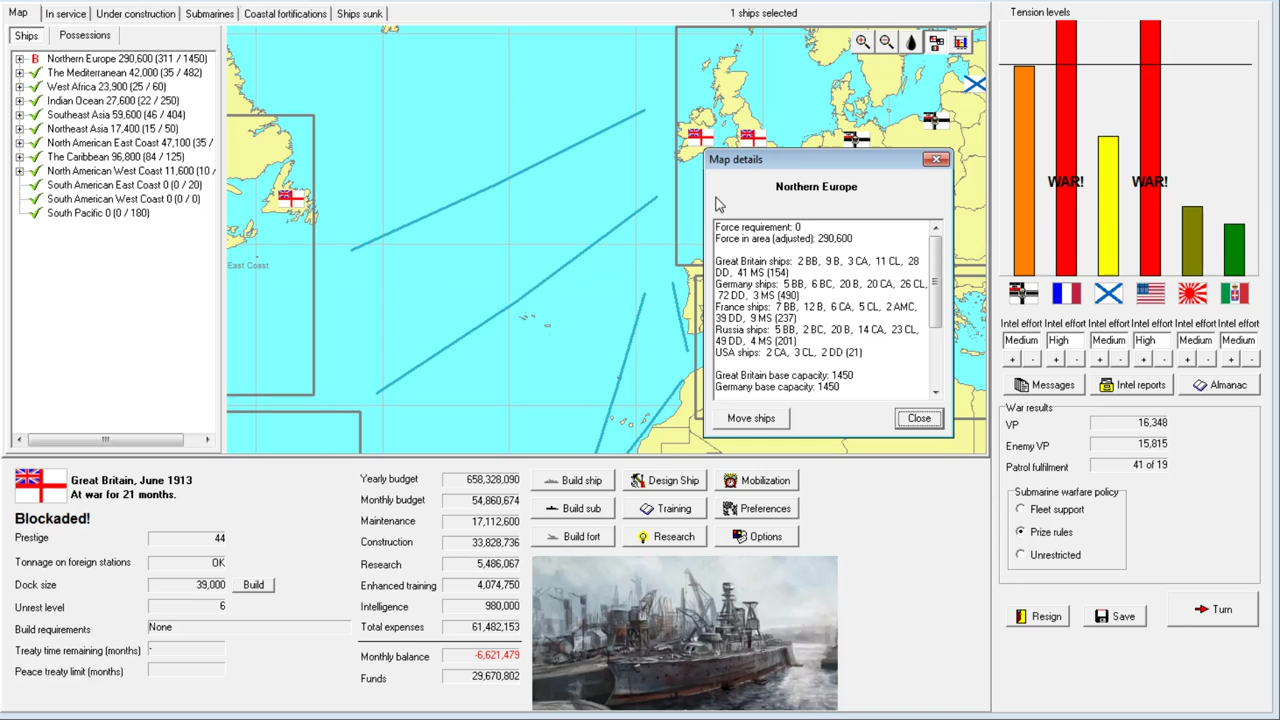 Map
In service
Under construction
Submarines
Coastal fortifications
Ships sunk
1 ships selected
Ships
Possessions
B Northern Europe 290,600 (311 / 1450)
The Mediterranean 42,000 (35 / 482)
West Africa 23,900 (25 / 60)
Indian Ocean 27,600 (22 / 250)
Southeast Asia 59,600 (46 / 404)
Northeast Asia 17,400 (15 / 50)
North American East Coast 47,100 (35 /
The Caribbean 96,800 (84 / 125)
North American West Coast 11,600 (10 /
South American East Coast 0 (0 / 20)
South American West Coast 0 (0 / 0)
South Pacific 0 (0 / 180)
East Coast
Map details
Northern Europe
Force requirement: 0
Force in area (adjusted): 290,600
Great Britain ships: 2 BB, 9 B, 3 CA, 11 CL, 28
DD, 41 MS (154)
Germany ships: 5 BB, 6 BC, 20 B, 20 CA, 26 CL,
72 DD, 3 MS (490)
France ships: 7 BB, 12 B, 6 CA, 5 CL, 2 AMC,
39 DD, 9 MS (237)
Russia ships: 5 BB, 2 BC, 20 B, 14 CA, 23 CL,
49 DD, 4 MS (201)
USA ships: 2 CA, 3 CL, 2 DD (21)
Great Britain base capacity: 1450
Germany base capacity: 1450
Move ships
Close
Tension levels
WAR!
WAR!
Intel effort Intel effort Intel effort Intel effort Intel effort Intel effort
Medium High Medium High Medium Medium
+ - + - + - + - + - + -
Messages
Intel reports
Almanac
War results
VP 16,348
Enemy VP 15,815
Patrol fulfilment 41 of 19
Submarine warfare policy
Fleet support
Prize rules
Unrestricted
Resign
Save
Turn
Great Britain, June 1913
At war for 21 months.
Blockaded!
Prestige 44
Tonnage on foreign stations OK
Dock size 39,000 Build
Unrest level 6
Build requirements None
Treaty time remaining (months) -
Peace treaty limit (months)
Yearly budget 658,328,090
Monthly budget 54,860,674
Maintenance 17,112,600
Construction 33,828,736
Research 5,486,067
Enhanced training 4,074,750
Intelligence 980,000
Total expenses 61,482,153
Monthly balance -6,621,479
Funds 29,670,802
Build ship
Design Ship
Mobilization
Build sub
Training
Preferences
Build fort
Research
Options